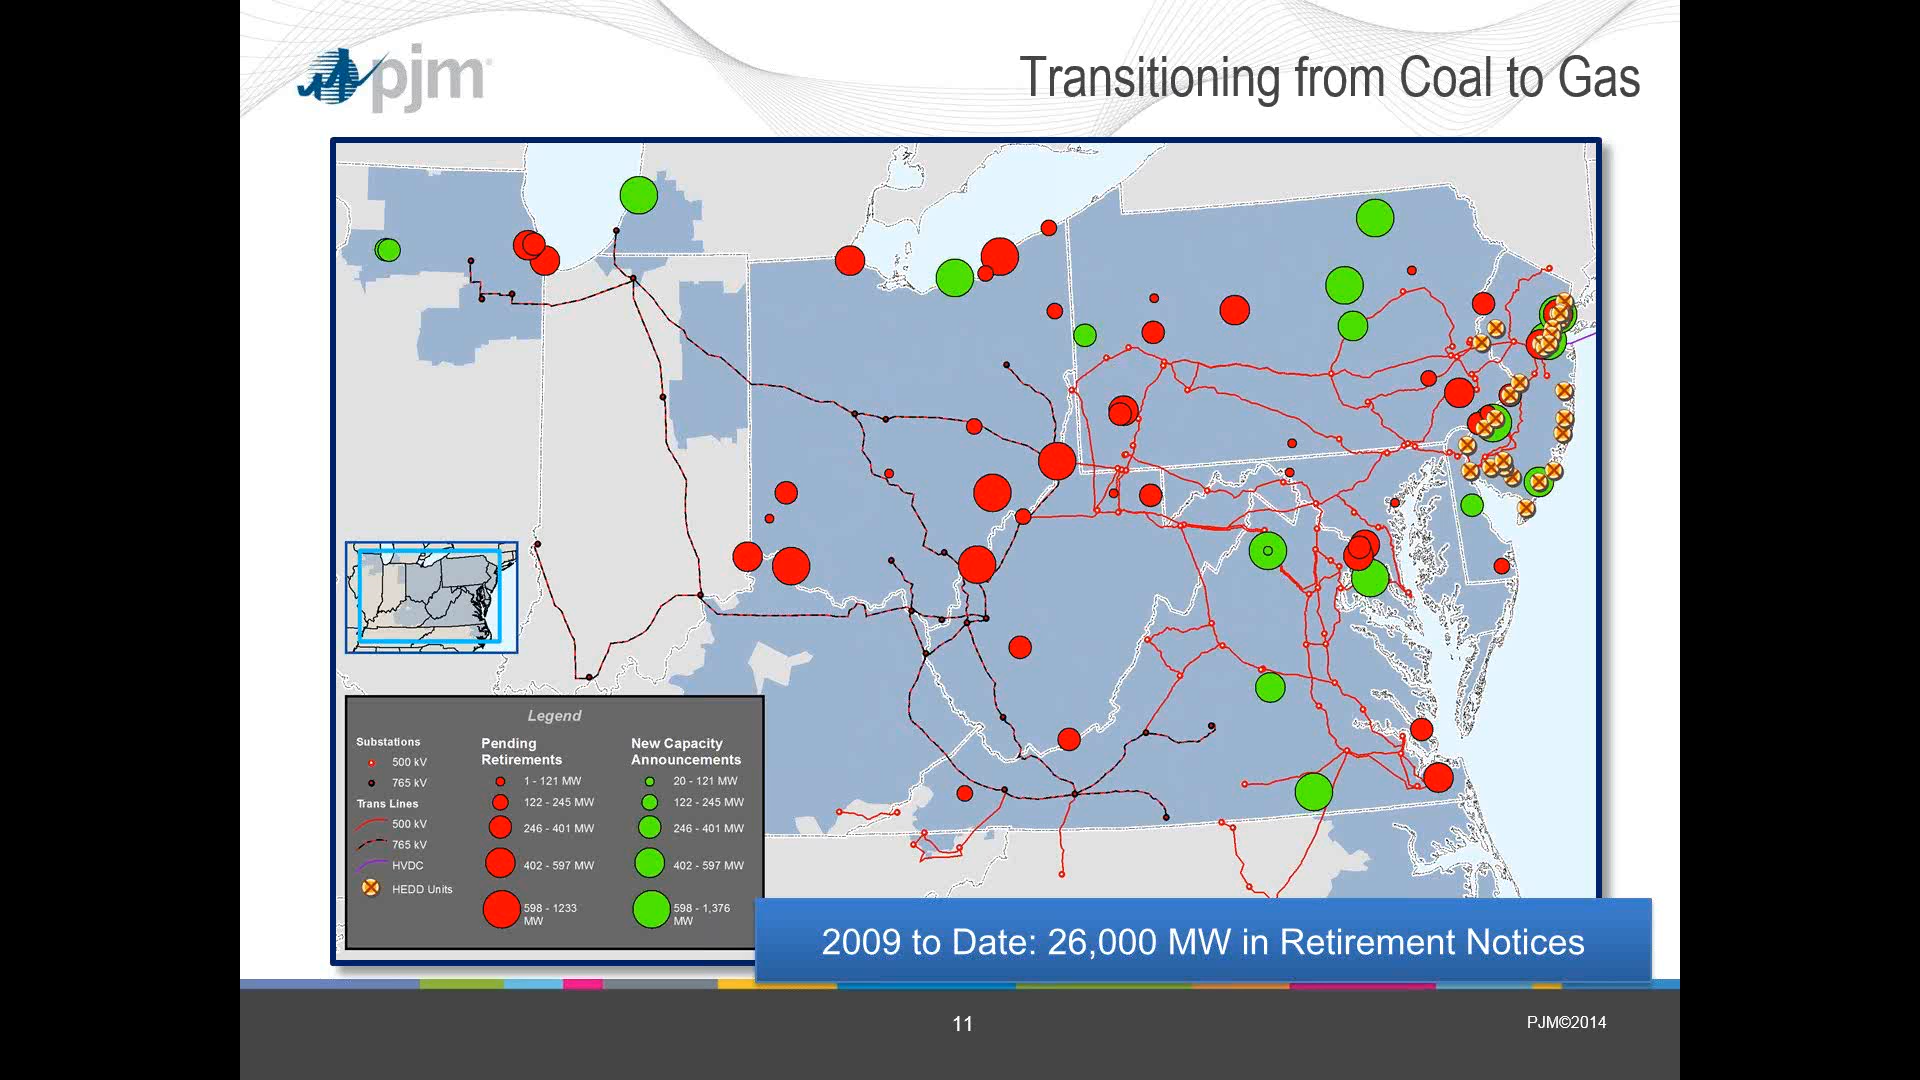 pjm
Transitioning from Coal to Gas
Legend
Substations
500 kV
765 kV
Trans Lines
500 kV
765 kV
HVDC
HEDD Units
Pending
Retirements
1 - 121 MW
122 - 245 MW
246 - 401 MW
402 - 597 MW
598 - 1233
MW
New Capacity
Announcements
20 - 121 MW
122 - 245 MW
246 - 401 MW
402 - 597 MW
598 - 1,376
MW
2009 to Date: 26,000 MW in Retirement Notices
11
PJM©2014